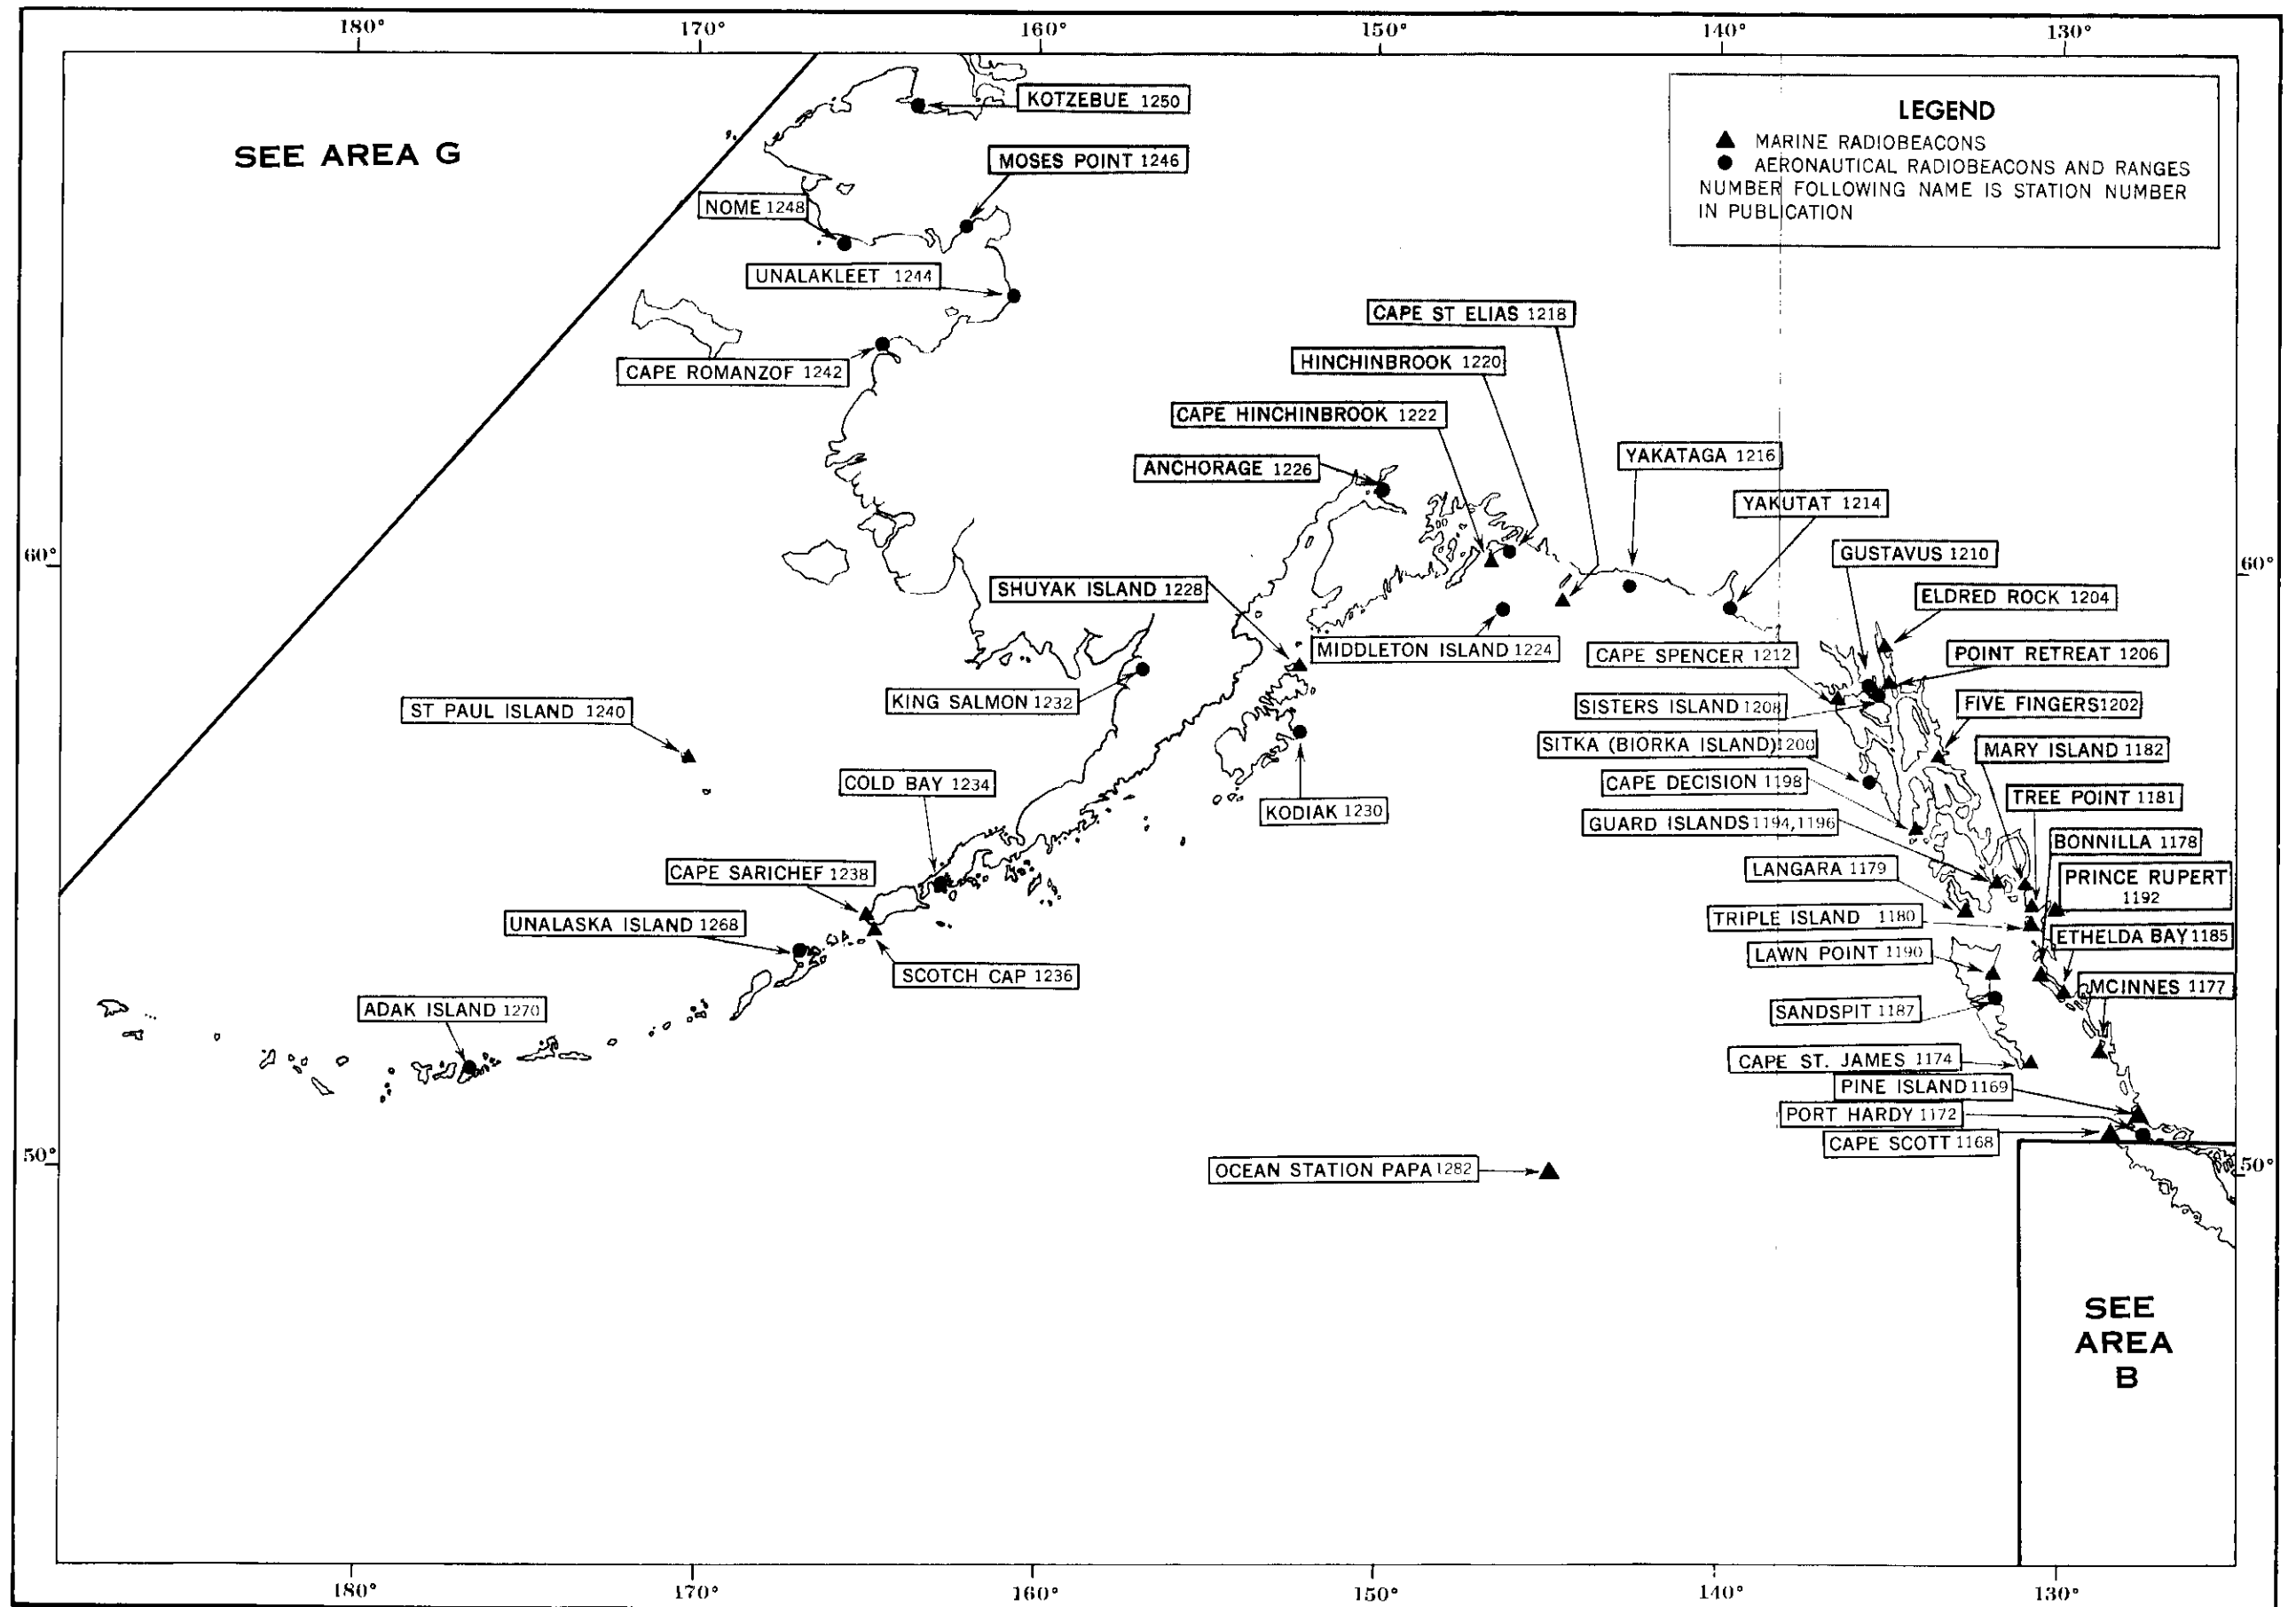 180° 170° 160° 150° 140° 130°
LEGEND
MARINE RADIOBEACONS
AERONAUTICAL RADIOBEACONS AND RANGES
NUMBER FOLLOWING NAME IS STATION NUMBER
IN PUBLICATION
SEE AREA G
KOTZEBUE 1250
MOSES POINT 1246
NOME 1248
UNALAKLEET 1244
CAPE ROMANZOF 1242
CAPE ST ELIAS 1218
HINCHINBROOK 1220
CAPE HINCHINBROOK 1222
ANCHORAGE 1226
YAKATAGA 1216
YAKUTAT 1214
60°
60°
GUSTAVUS 1210
SHUYAK ISLAND 1228
ELDRED ROCK 1204
MIDDLETON ISLAND 1224
CAPE SPENCER 1212
POINT RETREAT 1206
KING SALMON 1232
ST PAUL ISLAND 1240
SISTERS ISLAND 1208
FIVE FINGERS 1202
SITKA (BIORKA ISLAND) 1200
MARY ISLAND 1182
COLD BAY 1234
CAPE DECISION 1198
TREE POINT 1181
KODIAK 1230
GUARD ISLANDS 1194,1196
BONNILLA 1178
CAPE SARICHEF 1238
LANGARA 1179
PRINCE RUPERT
1192
UNALASKA ISLAND 1268
TRIPLE ISLAND 1180
ETHELDA BAY 1185
LAWN POINT 1190
SCOTCH CAP 1236
MCINNES 1177
ADAK ISLAND 1270
SANDSPIT 1187
CAPE ST. JAMES 1174
PINE ISLAND 1169
PORT HARDY 1172
CAPE SCOTT 1168
50°
OCEAN STATION PAPA 1282
50°
SEE
AREA
B
180° 170° 160° 150° 140° 130°